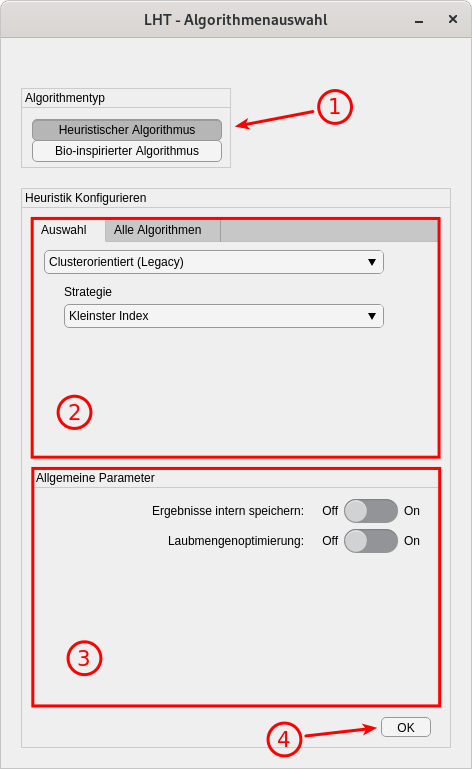 LHT - Algorithmenauswahl
Algorithmentyp
1
Heuristischer Algorithmus
Bio-inspirierter Algorithmus
Heuristik Konfigurieren
Auswahl Alle Algorithmen
Clusterorientiert (Legacy)
Strategie
Kleinster Index
2
Allgemeine Parameter
Ergebnisse intern speichern: Off On
Laubmengenoptimierung: Off On
3
4 OK